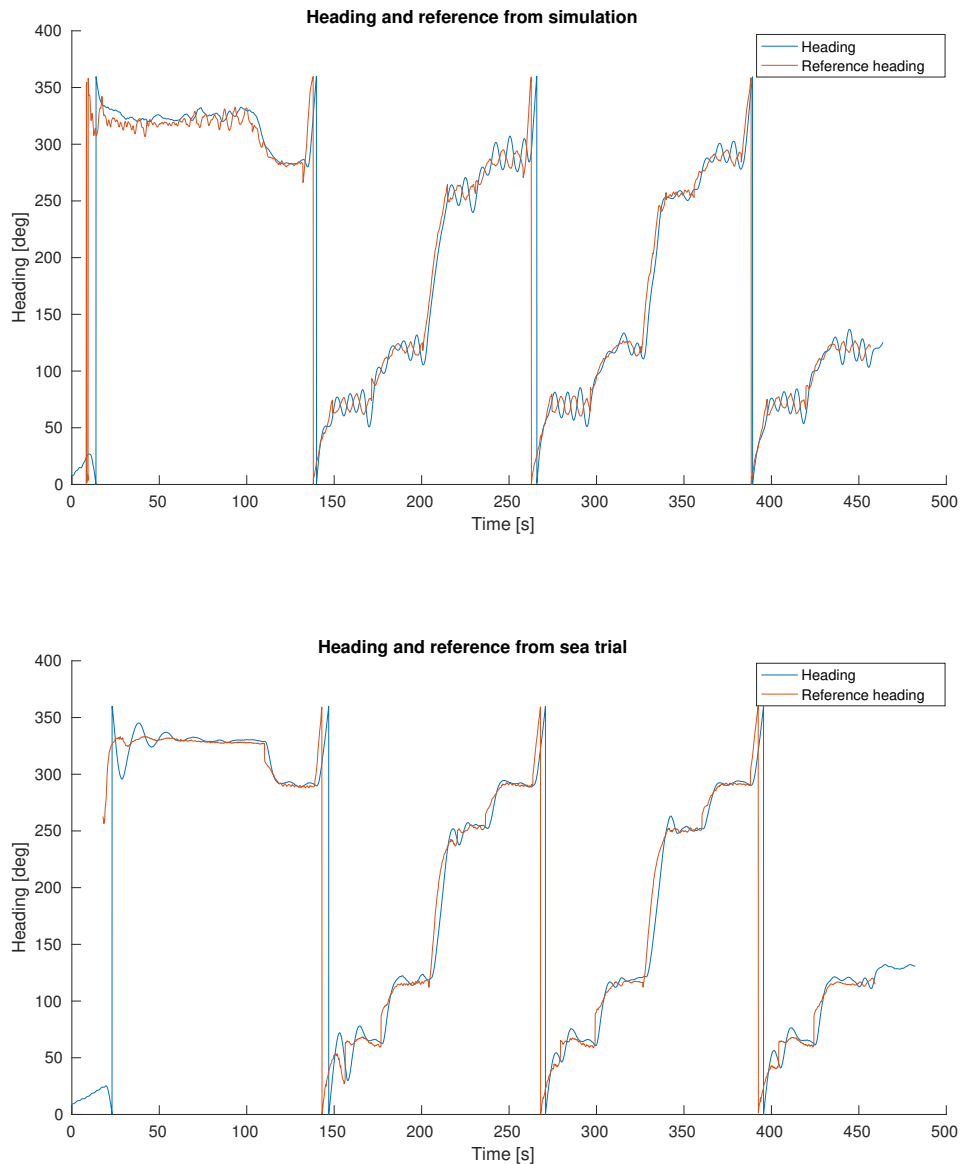 Heading and reference from simulation
400
350
300
250
200
150
100
50
0
Heading [deg]
Heading
Reference heading
0 50 100 150 200 250 300 350 400 450 500
Time [s]
Heading and reference from sea trial
400
350
300
250
200
150
100
50
0
Heading [deg]
Heading
Reference heading
0 50 100 150 200 250 300 350 400 450 500
Time [s]